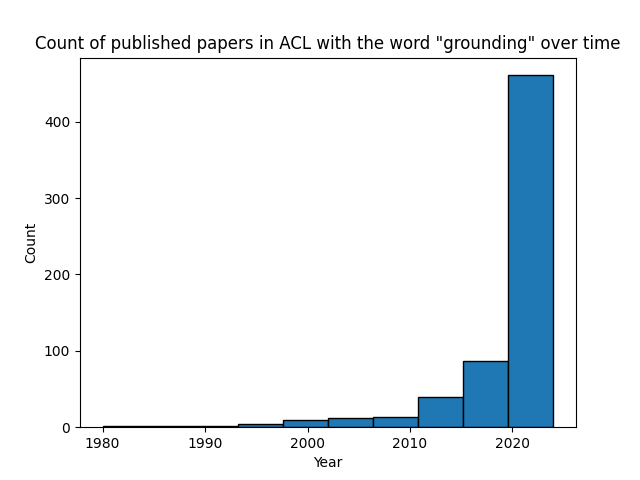 Count of published papers in ACL with the word "grounding" over time
400
300
200
100
0
Count
1980 1990 2000 2010 2020
Year